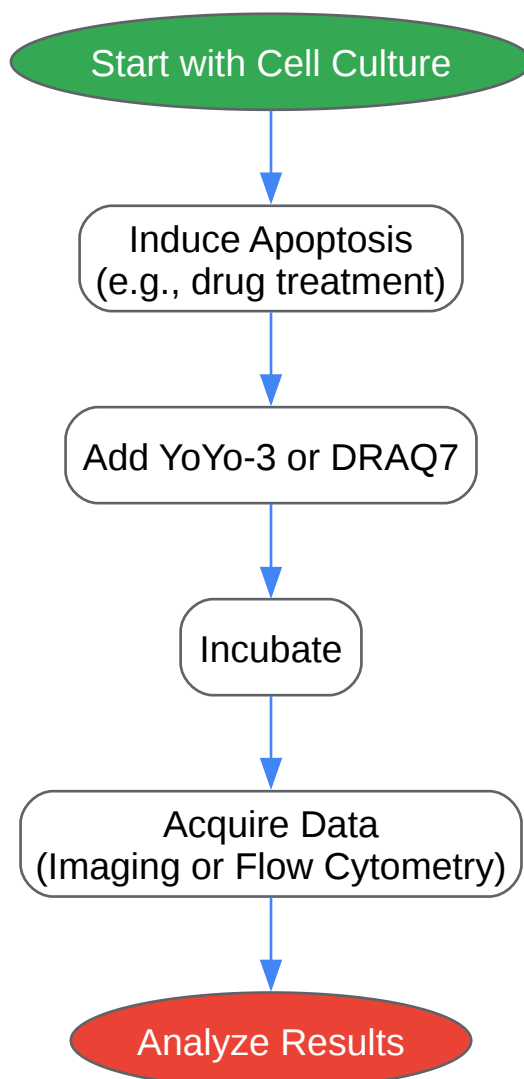 Start with Cell Culture
Induce Apoptosis
(e.g., drug treatment)
Add YoYo-3 or DRAQ7
Incubate
Acquire Data
(Imaging or Flow Cytometry)
Analyze Results